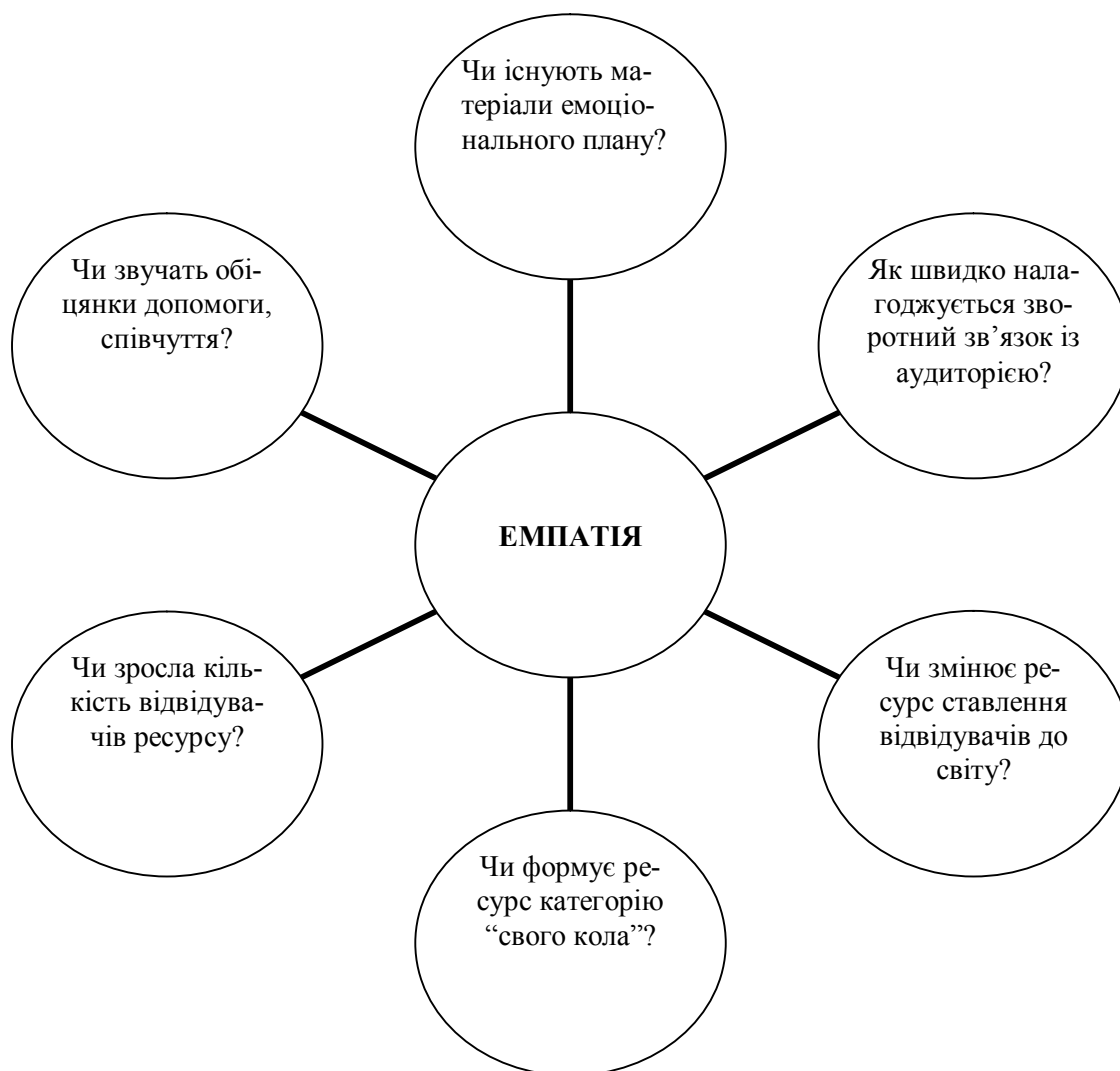 Чи існують ма-
теріали емоціо-
нального плану?
Чи звучать обі-
цянки допомоги,
співчуття?
Як швидко нала-
годжується зво-
ротний зв’язок із
аудиторією?
ЕМПАТІЯ
Чи зросла кіль-
кість відвідува-
чів ресурсу?
Чи змінює ре-
сурс ставлення
відвідувачів до
світу?
Чи формує ре-
сурс категорію
“свого кола”?